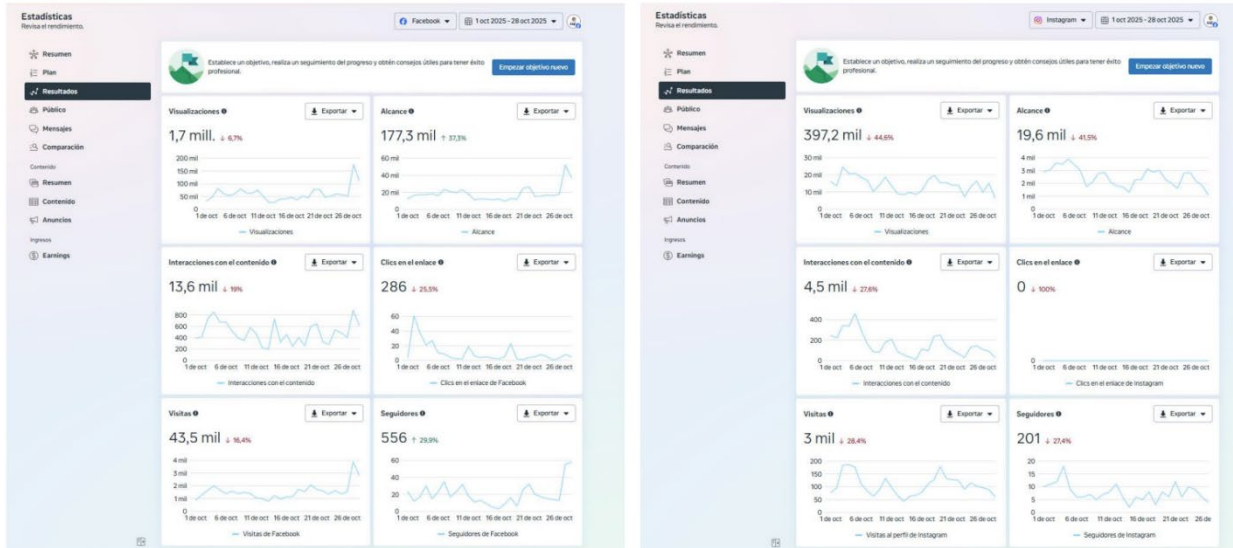 Estadísticas
Revisa el rendimiento.
Facebook
1 oct 2025 - 28 oct 2025
Resumen
Plan
Resultados
Público
Mensajes
Comparación
Contenido
Resumen
Contenido
Anuncios
Ingresos
Earnings
Establece un objetivo, realiza un seguimiento del progreso y obtén consejos útiles para tener éxito
profesional.
Empezar objetivo nuevo
Visualizaciones
Exportar
1,7 mill. ↓ 6,7%
200 mil
150 mil
100 mil
50 mil
0
1 de oct 6 de oct 11 de oct 16 de oct 21 de oct 26 de oct
Visualizaciones
Alcance
Exportar
177,3 mil ↑ 37,3%
60 mil
40 mil
20 mil
0
1 de oct 6 de oct 11 de oct 16 de oct 21 de oct 26 de oct
Alcance
Interacciones con el contenido
Exportar
13,6 mil ↓ 19%
800
600
400
200
0
1 de oct 6 de oct 11 de oct 16 de oct 21 de oct 26 de oct
Interacciones con el contenido
Clics en el enlace
Exportar
286 ↓ 25,5%
60
40
20
0
1 de oct 6 de oct 11 de oct 16 de oct 21 de oct 26 de oct
Clics en el enlace de Facebook
Visitas
Exportar
43,5 mil ↓ 16,4%
4 mil
3 mil
2 mil
1 mil
0
1 de oct 6 de oct 11 de oct 16 de oct 21 de oct 26 de oct
Visitas de Facebook
Seguidores
Exportar
556 ↑ 29,9%
60
40
20
0
1 de oct 6 de oct 11 de oct 16 de oct 21 de oct 26 de oct
Seguidores de Facebook
Estadísticas
Revisa el rendimiento.
Instagram
1 oct 2025 - 28 oct 2025
Resumen
Plan
Resultados
Público
Mensajes
Comparación
Contenido
Resumen
Contenido
Anuncios
Ingresos
Earnings
Establece un objetivo, realiza un seguimiento del progreso y obtén consejos útiles para tener éxito
profesional.
Empezar objetivo nuevo
Visualizaciones
Exportar
397,2 mil ↓ 44,6%
30 mil
20 mil
10 mil
0
1 de oct 6 de oct 11 de oct 16 de oct 21 de oct 26 de oct
Visualizaciones
Alcance
Exportar
19,6 mil ↓ 41,5%
4 mil
3 mil
2 mil
1 mil
0
1 de oct 6 de oct 11 de oct 16 de oct 21 de oct 26 de oct
Alcance
Interacciones con el contenido
Exportar
4,5 mil ↓ 27,6%
400
200
0
1 de oct 6 de oct 11 de oct 16 de oct 21 de oct 26 de oct
Interacciones con el contenido
Clics en el enlace
Exportar
0 ↓ 100%
0
1 de oct 6 de oct 11 de oct 16 de oct 21 de oct 26 de oct
Clics en el enlace de Instagram
Visitas
Exportar
3 mil ↓ 28,4%
200
150
100
50
0
1 de oct 6 de oct 11 de oct 16 de oct 21 de oct 26 de oct
Visitas al perfil de Instagram
Seguidores
Exportar
201 ↓ 27,4%
20
15
10
5
0
1 de oct 6 de oct 11 de oct 16 de oct 21 de oct 26 de
Seguidores de Instagram